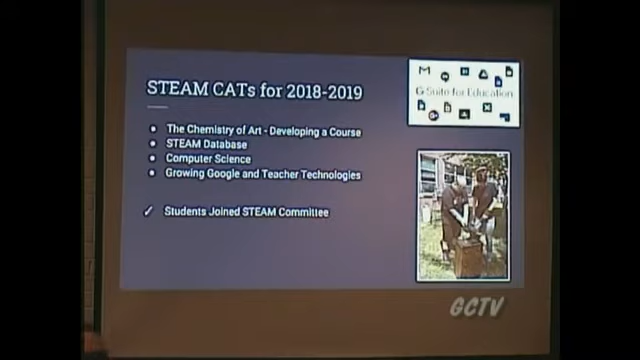 STEAM CATs for 2018-2019
G Suite for Education
The Chemistry of Art - Developing a Course
STEAM Database
Computer Science
Growing Google and Teacher Technologies
Students Joined STEAM Committee
GCTV